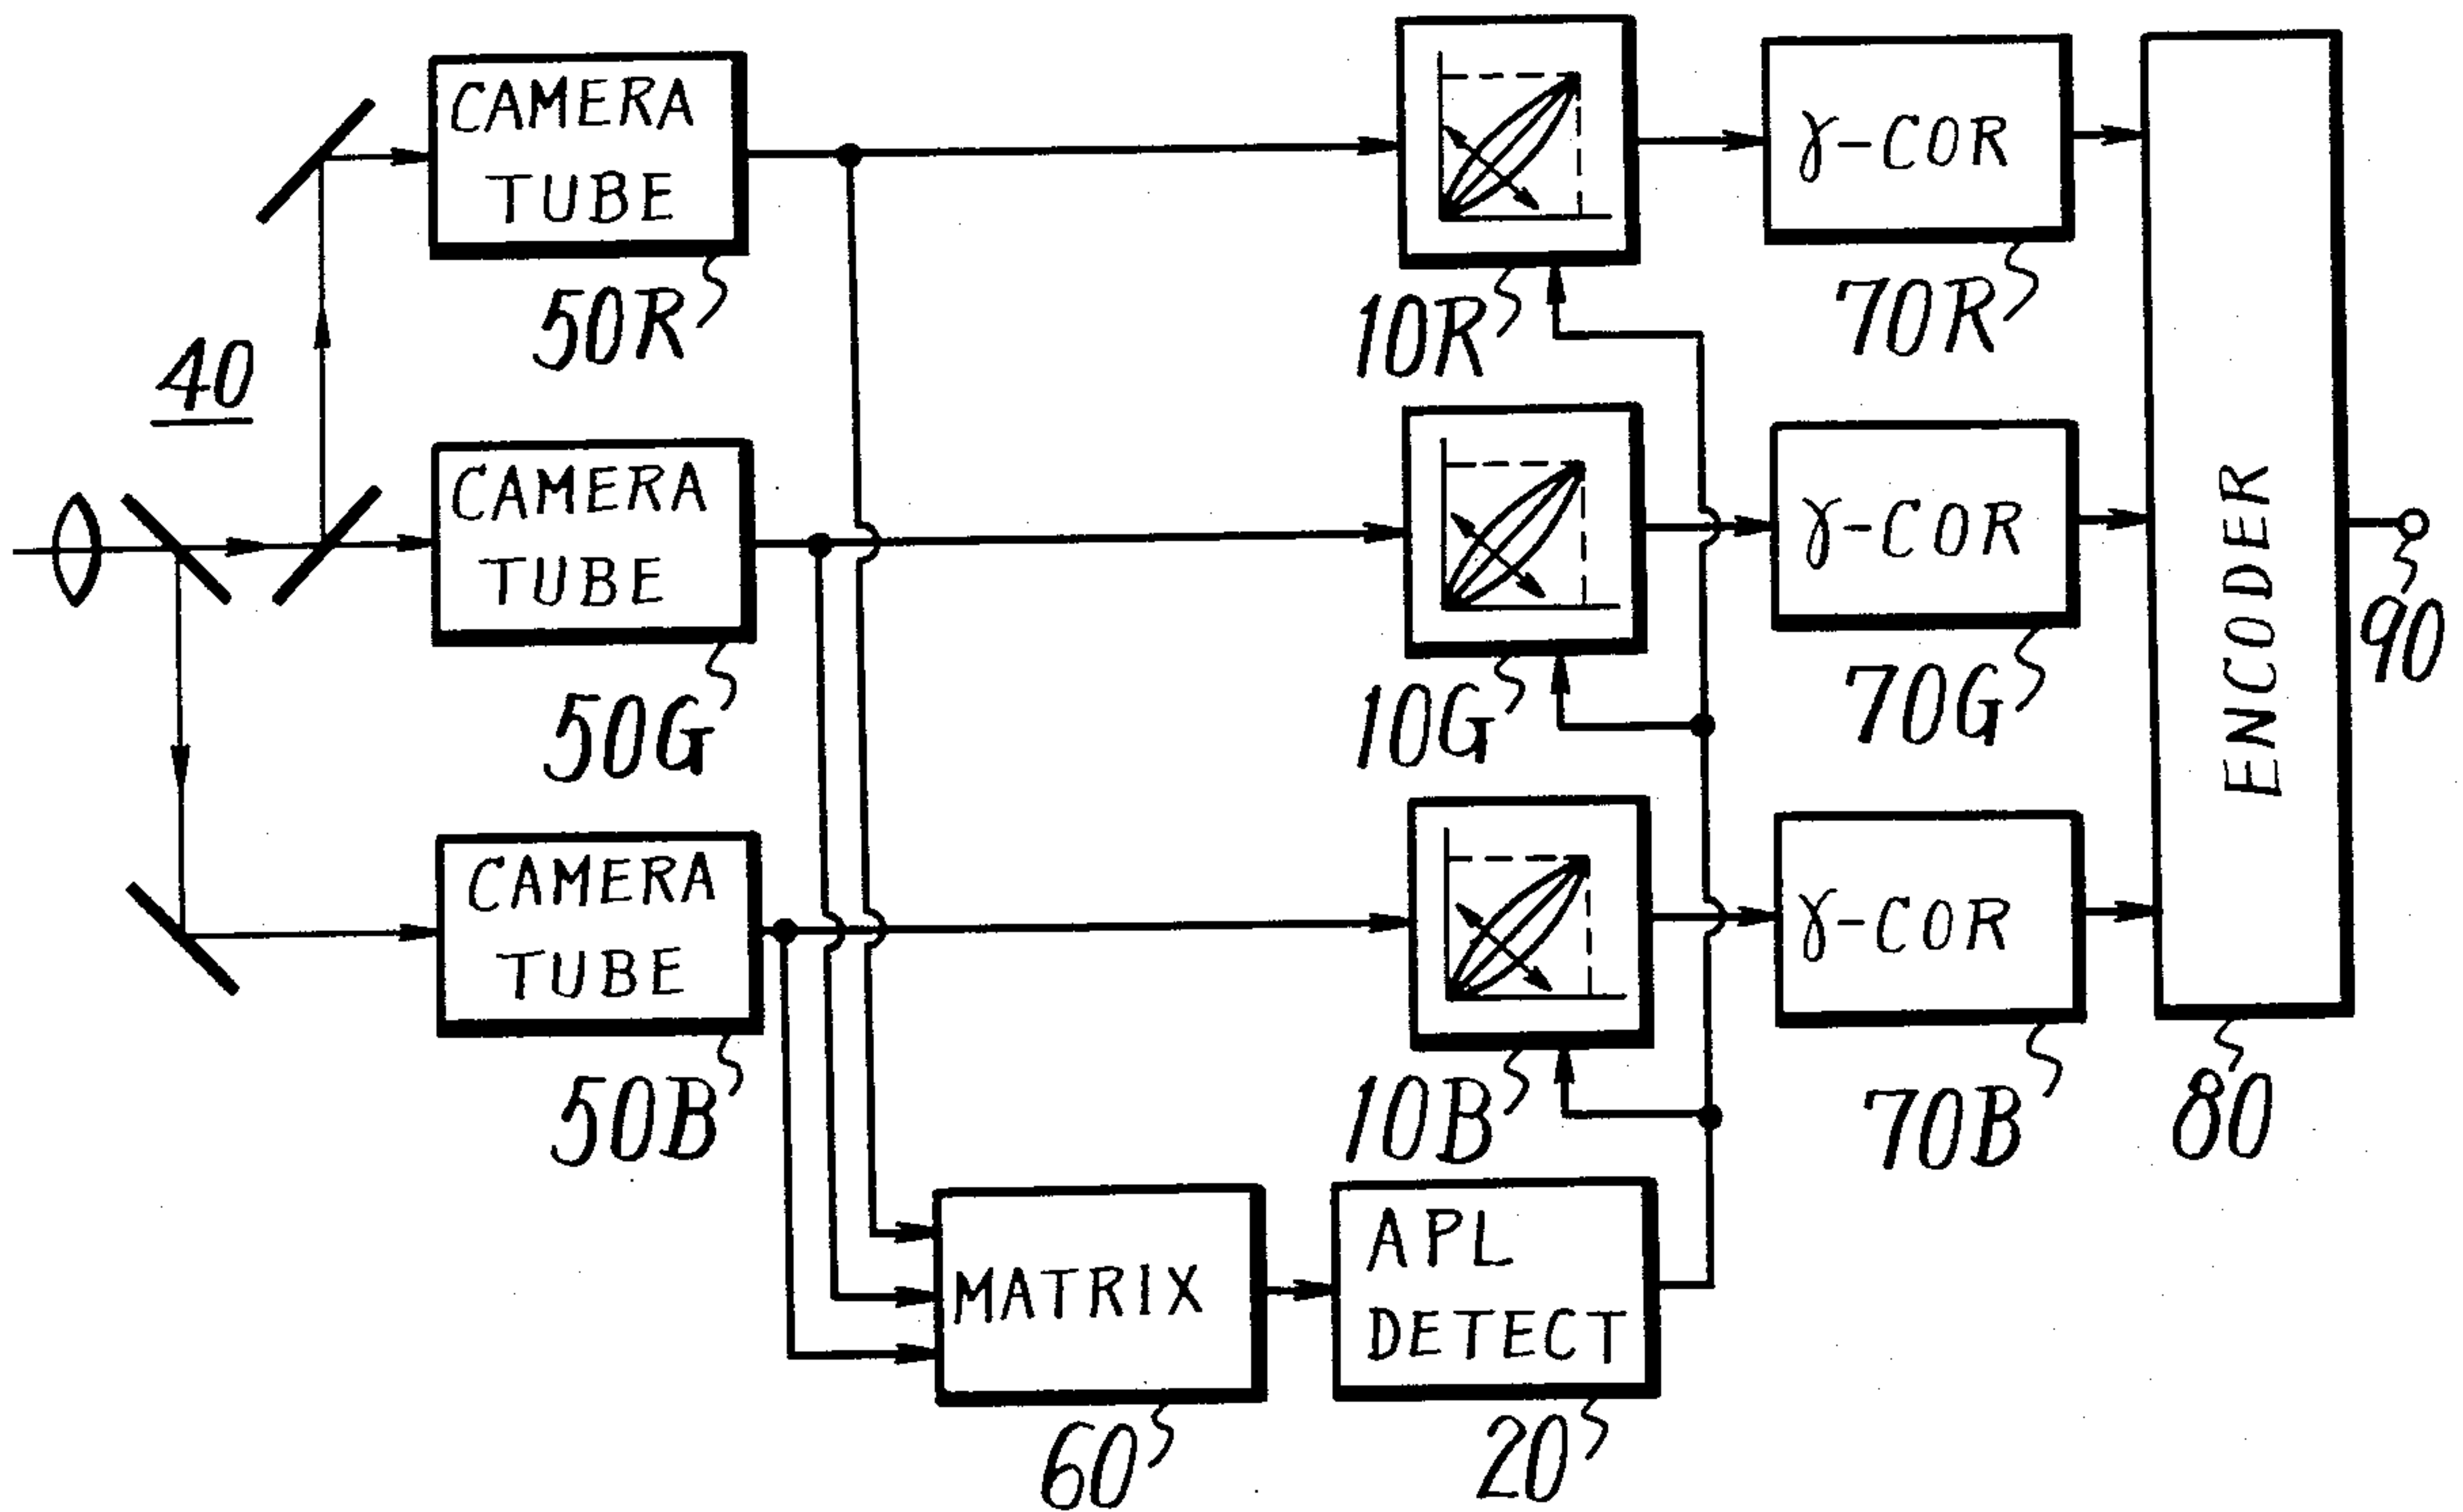 CAMERA
TUBE
50R
10R
γ-COR
70R
40
CAMERA
TUBE
50G
10G
γ-COR
70G
ENCODER
90
CAMERA
TUBE
50B
10B
γ-COR
70B
80
MATRIX
60
APL
DETECT
20